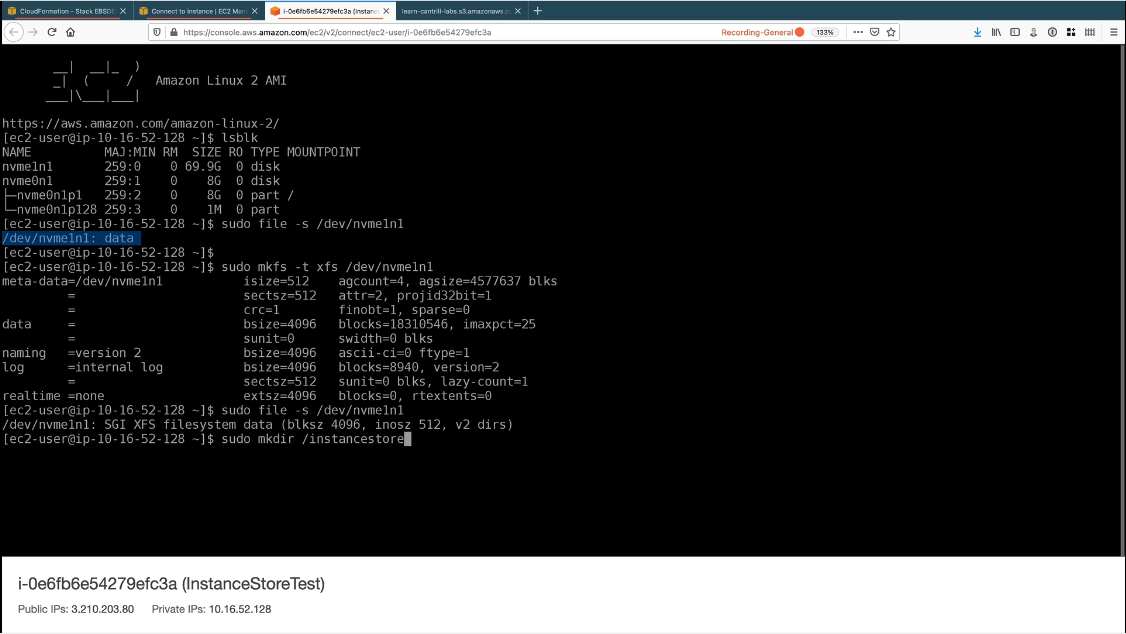 CloudFormation - Stack EBSDE
Connect to instance | EC2 Man
i-0e6fb6e54279efc3a (Instanc
learn-cantrill-labs.s3.amazonaws.
https://console.aws.amazon.com/ec2/v2/connect/ec2-user/i-0e6fb6e54279efc3a
Recording-General
133%
__|  __|_  )
_|  (     /   Amazon Linux 2 AMI
___|\___|___|
https://aws.amazon.com/amazon-linux-2/
[ec2-user@ip-10-16-52-128 ~]$ lsblk
NAME          MAJ:MIN RM  SIZE RO TYPE MOUNTPOINT
nvme1n1       259:0    0 69.9G  0 disk
nvme0n1       259:1    0    8G  0 disk
├─nvme0n1p1   259:2    0    8G  0 part /
└─nvme0n1p128 259:3    0    1M  0 part
[ec2-user@ip-10-16-52-128 ~]$ sudo file -s /dev/nvme1n1
/dev/nvme1n1: data
[ec2-user@ip-10-16-52-128 ~]$
[ec2-user@ip-10-16-52-128 ~]$ sudo mkfs -t xfs /dev/nvme1n1
meta-data=/dev/nvme1n1           isize=512    agcount=4, agsize=4577637 blks
         =                       sectsz=512   attr=2, projid32bit=1
         =                       crc=1        finobt=1, sparse=0
data     =                       bsize=4096   blocks=18310546, imaxpct=25
         =                       sunit=0      swidth=0 blks
naming   =version 2              bsize=4096   ascii-ci=0 ftype=1
log      =internal log           bsize=4096   blocks=8940, version=2
         =                       sectsz=512   sunit=0 blks, lazy-count=1
realtime =none                   extsz=4096   blocks=0, rtextents=0
[ec2-user@ip-10-16-52-128 ~]$ sudo file -s /dev/nvme1n1
/dev/nvme1n1: SGI XFS filesystem data (blksz 4096, inosz 512, v2 dirs)
[ec2-user@ip-10-16-52-128 ~]$ sudo mkdir /instancestore
i-0e6fb6e54279efc3a (InstanceStoreTest)
Public IPs: 3.210.203.80 Private IPs: 10.16.52.128